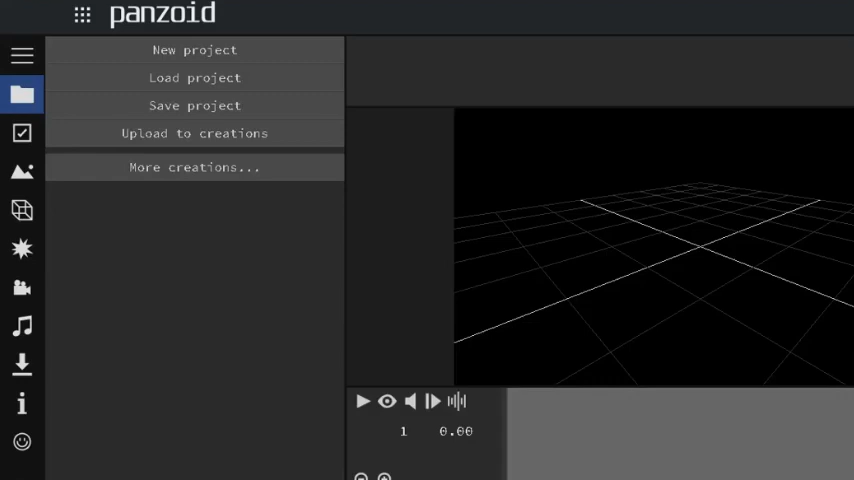 panzoid
New project
Load project
Save project
Upload to creations
More creations...
1 0.00